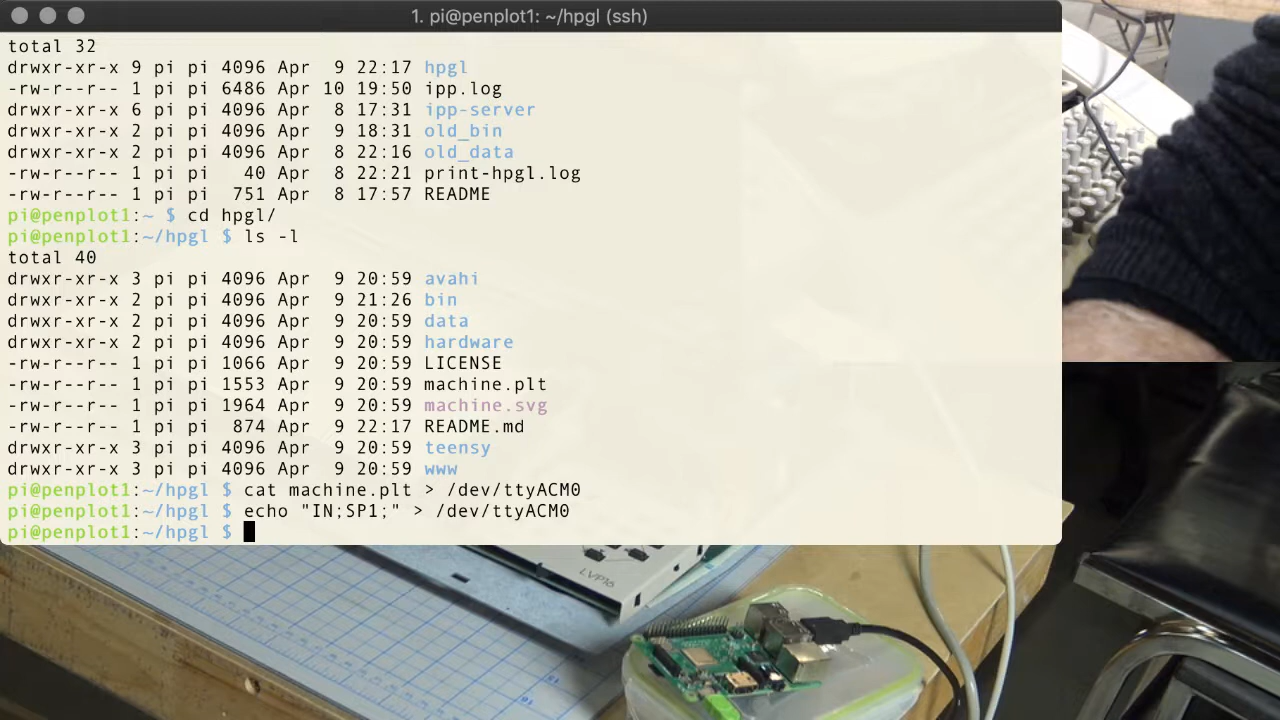 1. pi@penplot1: ~/hpgl (ssh)
total 32
drwxr-xr-x 9 pi pi 4096 Apr  9 22:17 hpgl
-rw-r--r-- 1 pi pi 6486 Apr 10 19:50 ipp.log
drwxr-xr-x 6 pi pi 4096 Apr  8 17:31 ipp-server
drwxr-xr-x 2 pi pi 4096 Apr  9 18:31 old_bin
drwxr-xr-x 2 pi pi 4096 Apr  8 22:16 old_data
-rw-r--r-- 1 pi pi   40 Apr  8 22:21 print-hpgl.log
-rw-r--r-- 1 pi pi  751 Apr  8 17:57 README
pi@penplot1:~ $ cd hpgl/
pi@penplot1:~/hpgl $ ls -l
total 40
drwxr-xr-x 3 pi pi 4096 Apr  9 20:59 avahi
drwxr-xr-x 2 pi pi 4096 Apr  9 21:26 bin
drwxr-xr-x 2 pi pi 4096 Apr  9 20:59 data
drwxr-xr-x 2 pi pi 4096 Apr  9 20:59 hardware
-rw-r--r-- 1 pi pi 1066 Apr  9 20:59 LICENSE
-rw-r--r-- 1 pi pi 1553 Apr  9 20:59 machine.plt
-rw-r--r-- 1 pi pi 1964 Apr  9 20:59 machine.svg
-rw-r--r-- 1 pi pi  874 Apr  9 22:17 README.md
drwxr-xr-x 3 pi pi 4096 Apr  9 20:59 teensy
drwxr-xr-x 3 pi pi 4096 Apr  9 20:59 www
pi@penplot1:~/hpgl $ cat machine.plt > /dev/ttyACM0
pi@penplot1:~/hpgl $ echo "IN;SP1;" > /dev/ttyACM0
pi@penplot1:~/hpgl $
LVP16